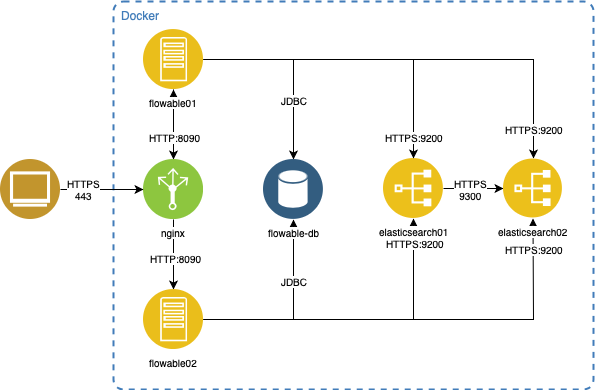 Docker
flowable01
JDBC
HTTP:8090
HTTPS:9200
HTTPS:9200
HTTPS
443
HTTPS
9300
nginx
flowable-db
elasticsearch01
HTTPS:9200
elasticsearch02
HTTPS:9200
HTTP:8090
JDBC
flowable02